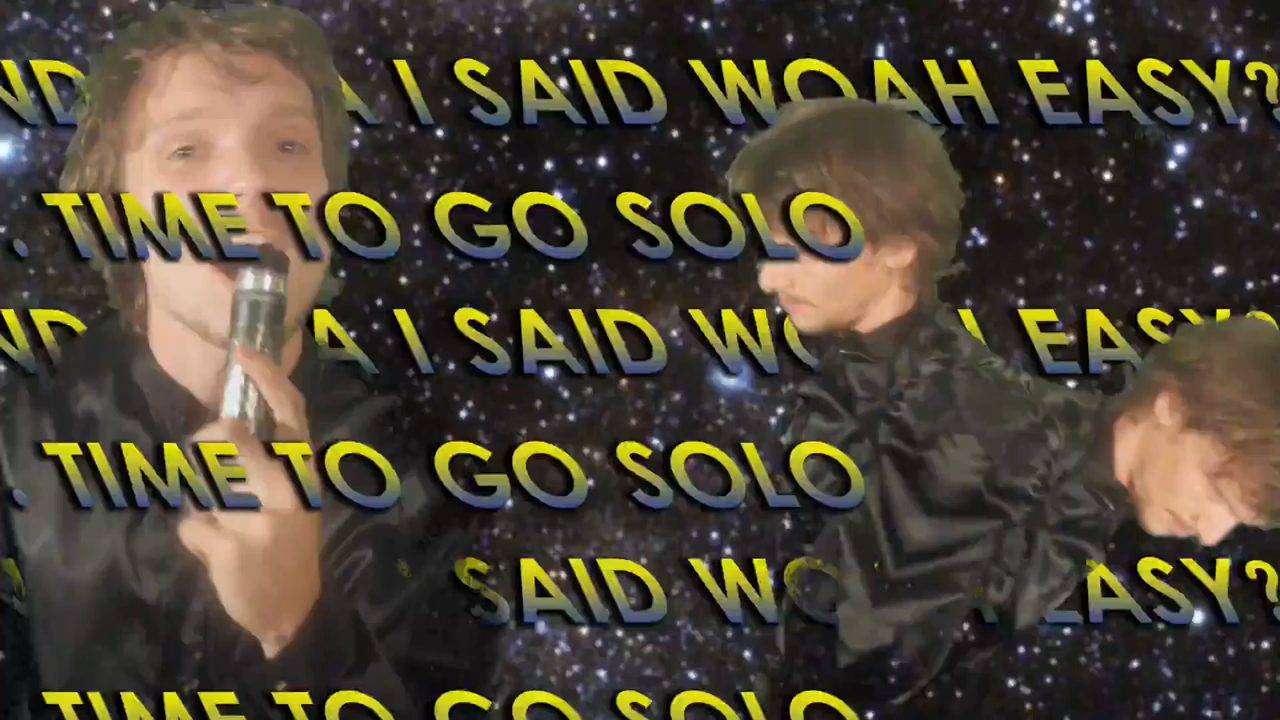 I SAID WOAH EASY?
. TIME TO GO SOLO
I SAID EASY
. TIME TO GO SOLO
SAID EASY?
TIME TO GO SOLO